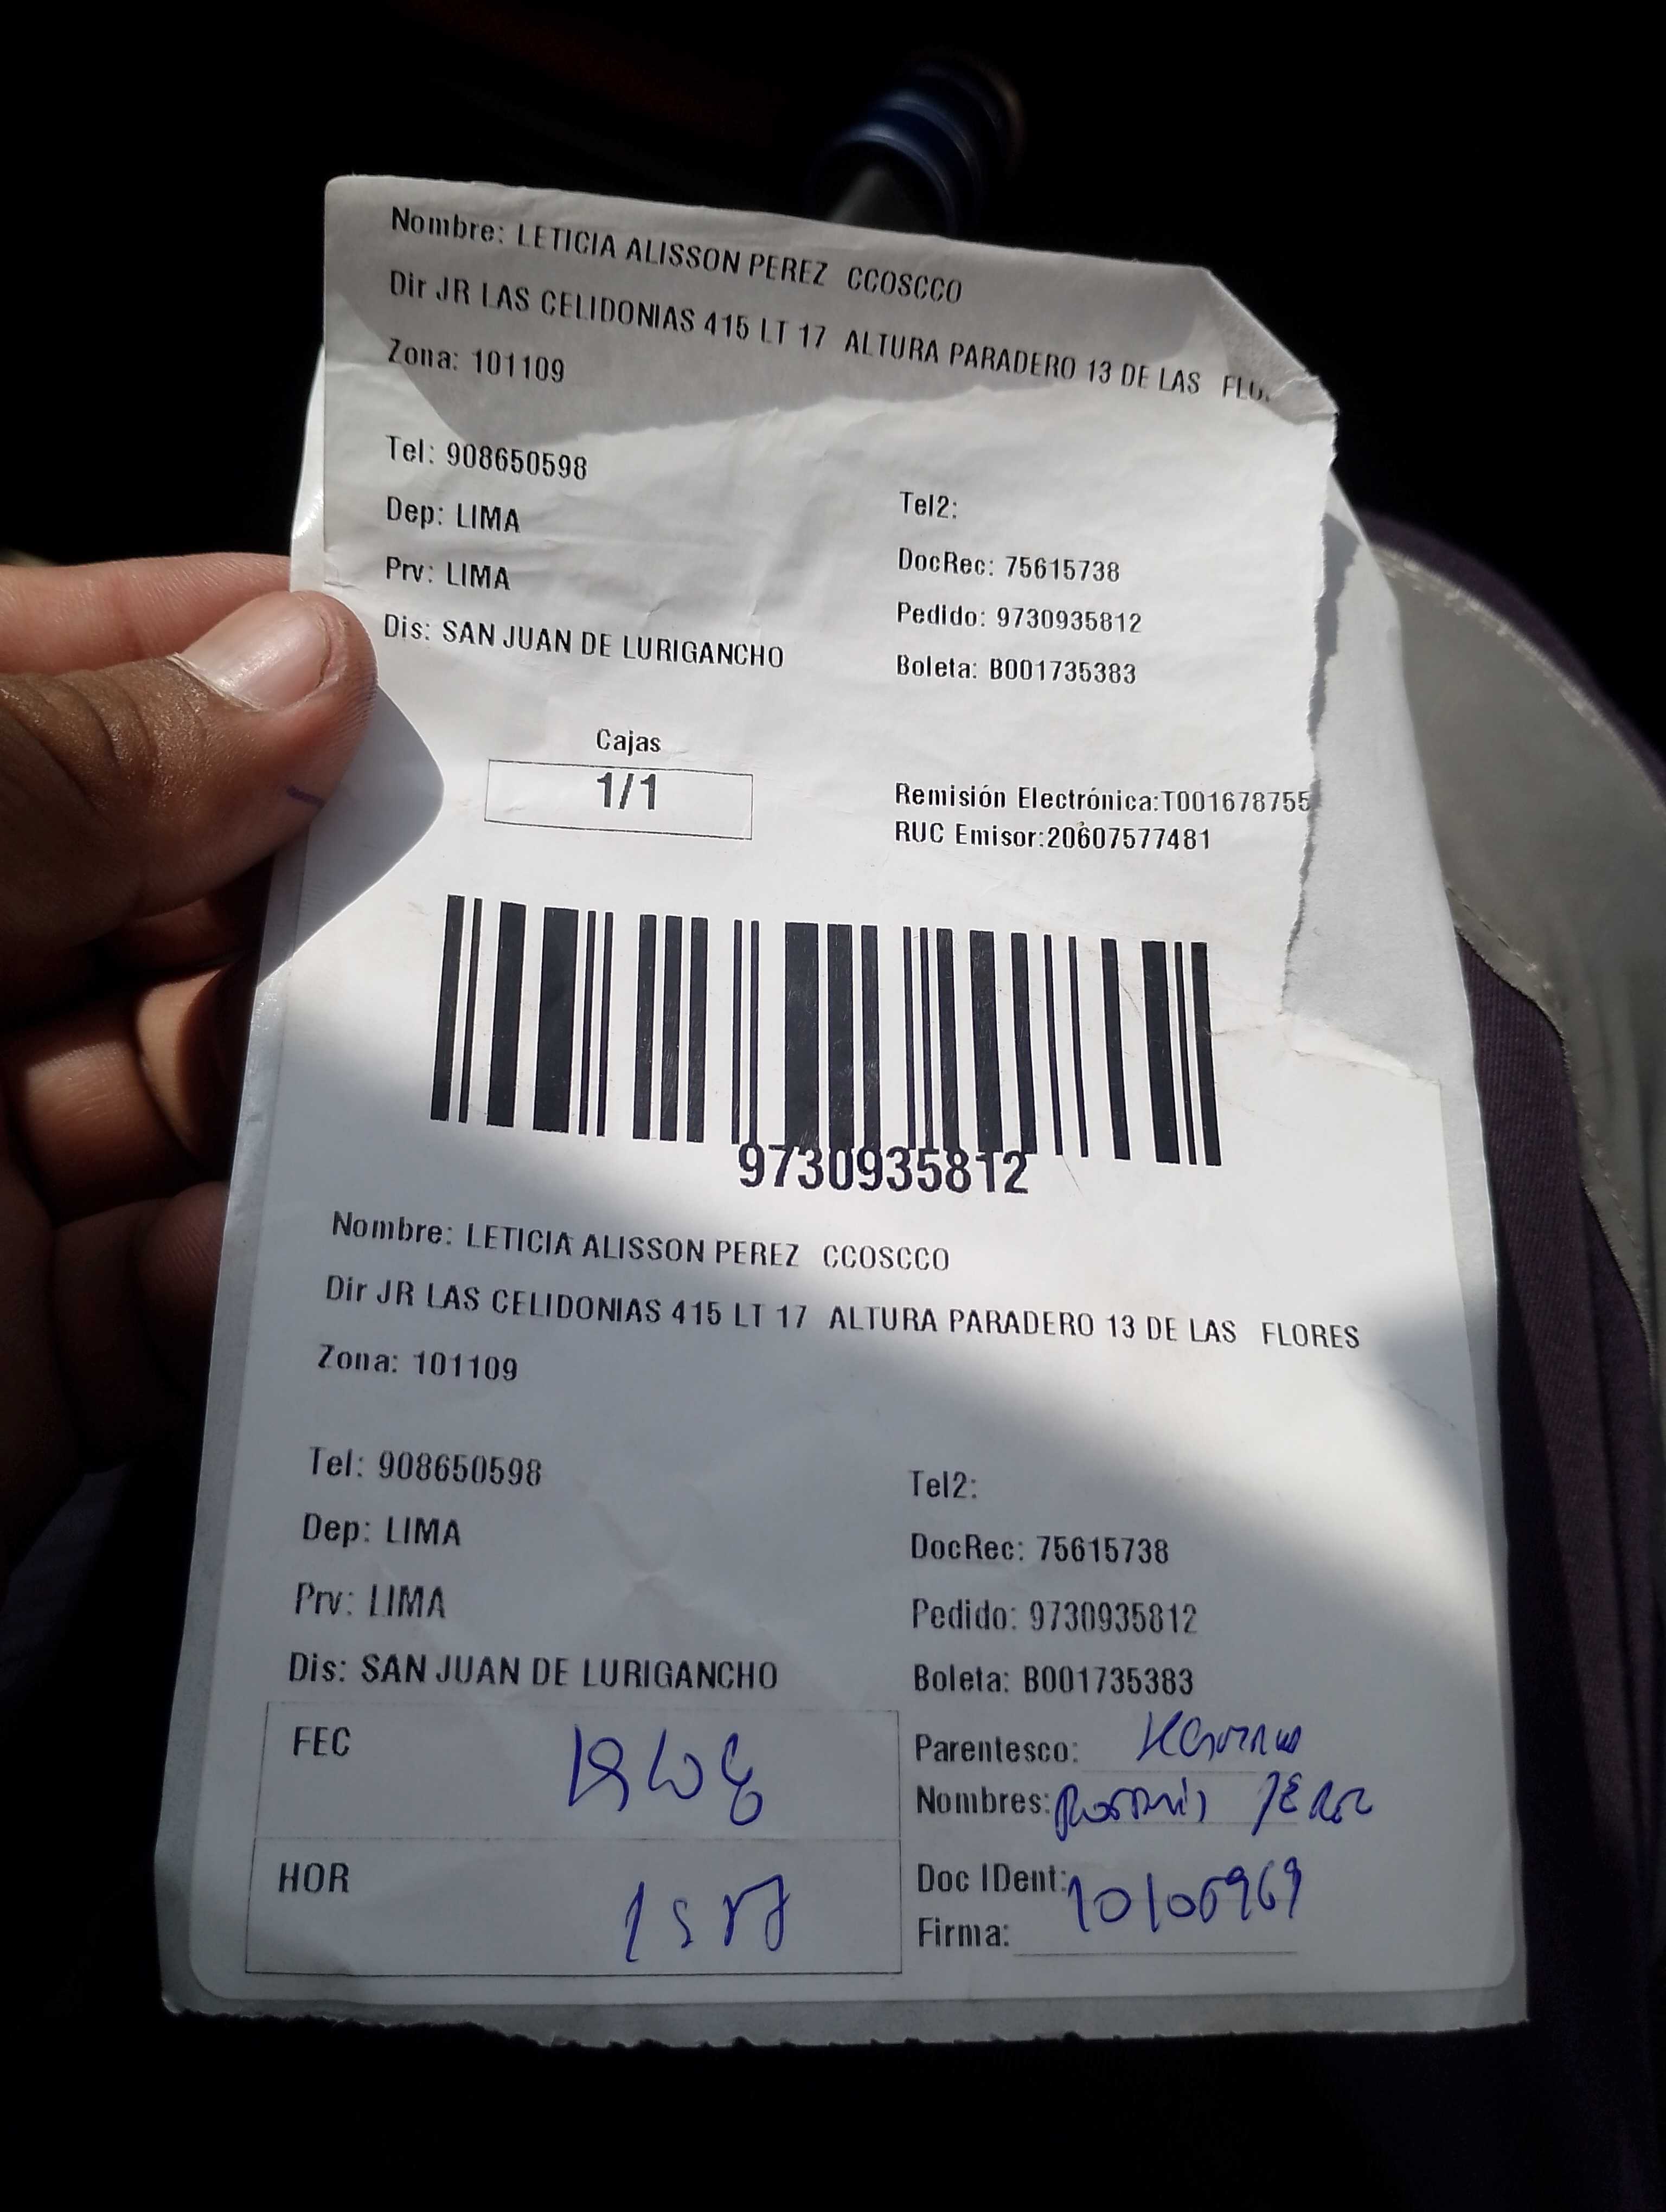 Nombre: LETICIA ALISSON PEREZ CCOSCCO
Dir JR LAS CELIDONIAS 415 LT 17 ALTURA PARADERO 13 DE LAS FLO
Zona: 101109
Tel: 908650598
Tel2:
Dep: LIMA
DocRec: 75615738
Prv: LIMA
Pedido: 9730935812
Dis: SAN JUAN DE LURIGANCHO
Boleta: B001735383
Cajas
1/1
Remisión Electrónica:T001678755
RUC Emisor:20607577481
9730935812
Nombre: LETICIA ALISSON PEREZ CCOSCCO
Dir JR LAS CELIDONIAS 415 LT 17 ALTURA PARADERO 13 DE LAS FLORES
Zona: 101109
Tel: 908650598
Tel2:
Dep: LIMA
DocRec: 75615738
Prv: LIMA
Pedido: 9730935812
Dis: SAN JUAN DE LURIGANCHO
Boleta: B001735383
FEC
Parentesco:
Nombres:
HOR
Doc IDent:
Firma: